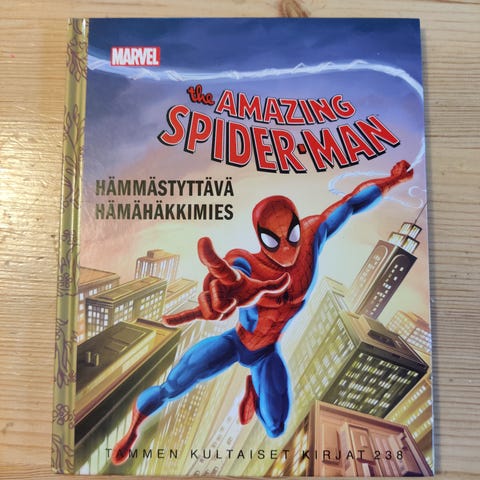 MARVEL
the AMAZING
SPIDER-MAN
HÄMMÄSTYTTÄVÄ
HÄMÄHÄKKIMIES
TAMMEN KULTAISET KIRJAT 238